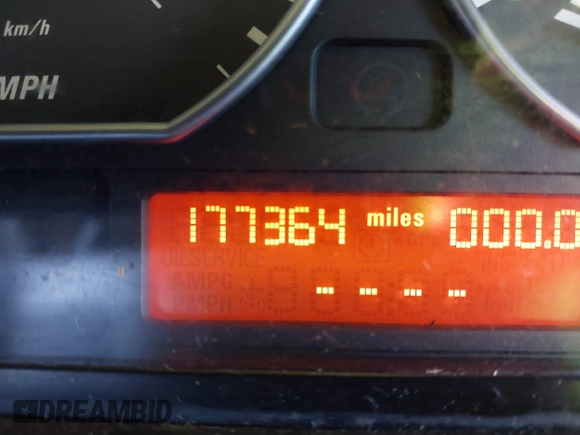 km/h
MPH
177364 miles 000.0
OILSERVICE
AMPG
PMPH
- - - -
DREAMBID